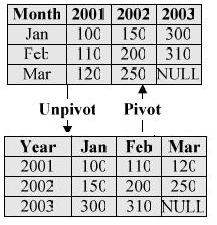 Month 2001 2002 2003
Jan 100 150 300
Feb 110 200 310
Mar 120 250 NULL
Unpivot Pivot
Year Jan Feb Mar
2001 100 110 120
2002 150 200 250
2003 300 310 NULL